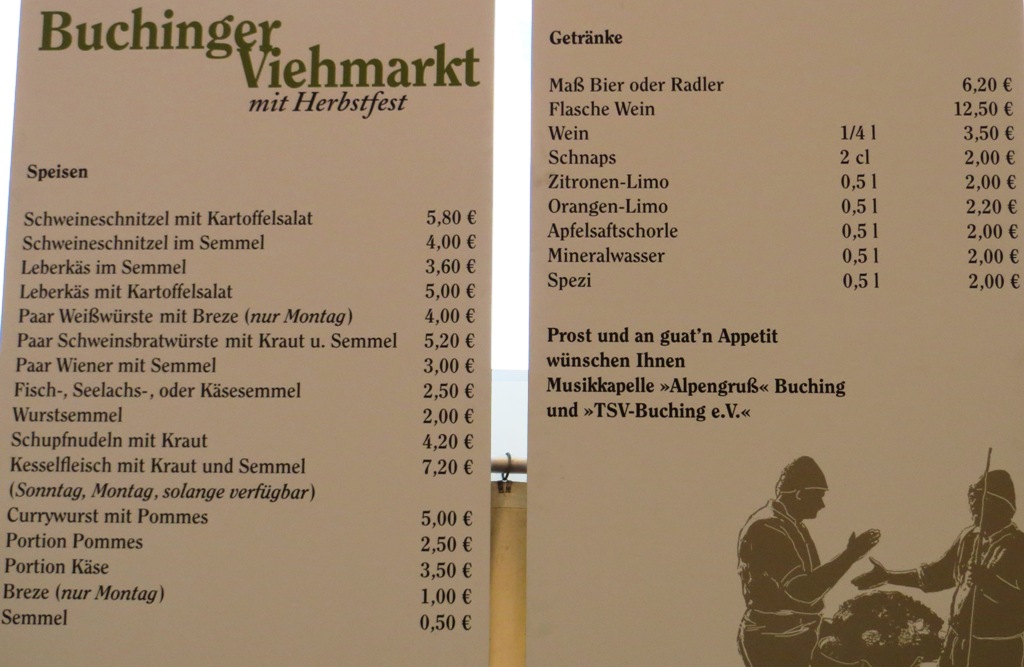 Buchinger
Viehmarkt
mit Herbstfest
Speisen
Schweineschnitzel mit Kartoffelsalat 5,80 €
Schweineschnitzel im Semmel 4,00 €
Leberkäs im Semmel 3,60 €
Leberkäs mit Kartoffelsalat 5,00 €
Paar Weißwürste mit Breze (nur Montag) 4,00 €
Paar Schweinsbratwürste mit Kraut u. Semmel 5,20 €
Paar Wiener mit Semmel 3,00 €
Fisch-, Seelachs-, oder Käsesemmel 2,50 €
Wurstsemmel 2,00 €
Schupfnudeln mit Kraut 4,20 €
Kesselfleisch mit Kraut und Semmel 7,20 €
(Sonntag, Montag, solange verfügbar)
Currywurst mit Pommes 5,00 €
Portion Pommes 2,50 €
Portion Käse 3,50 €
Breze (nur Montag) 1,00 €
Semmel 0,50 €
Getränke
Maß Bier oder Radler 6,20 €
Flasche Wein 12,50 €
Wein 1/4 l 3,50 €
Schnaps 2 cl 2,00 €
Zitronen-Limo 0,5 l 2,00 €
Orangen-Limo 0,5 l 2,20 €
Apfelsaftschorle 0,5 l 2,00 €
Mineralwasser 0,5 l 2,00 €
Spezi 0,5 l 2,00 €
Prost und an guat'n Appetit
wünschen Ihnen
Musikkapelle »Alpengruß« Buching
und »TSV-Buching e.V.«